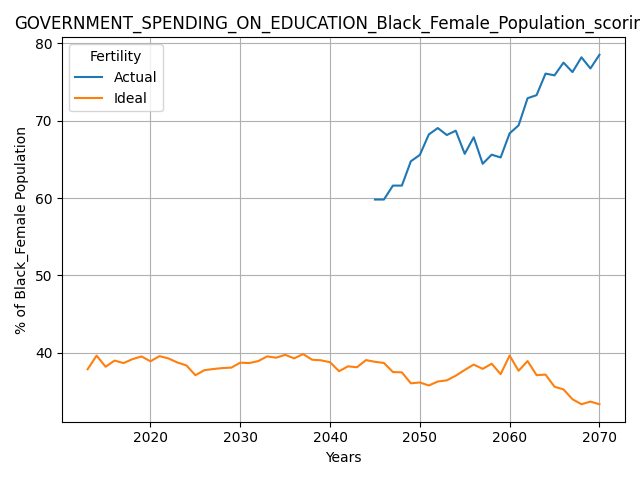 GOVERNMENT_SPENDING_ON_EDUCATION_Black_Female_Population_scorin
Fertility
Actual
Ideal
80
70
60
50
40
% of Black_Female Population
2020 2030 2040 2050 2060 2070
Years